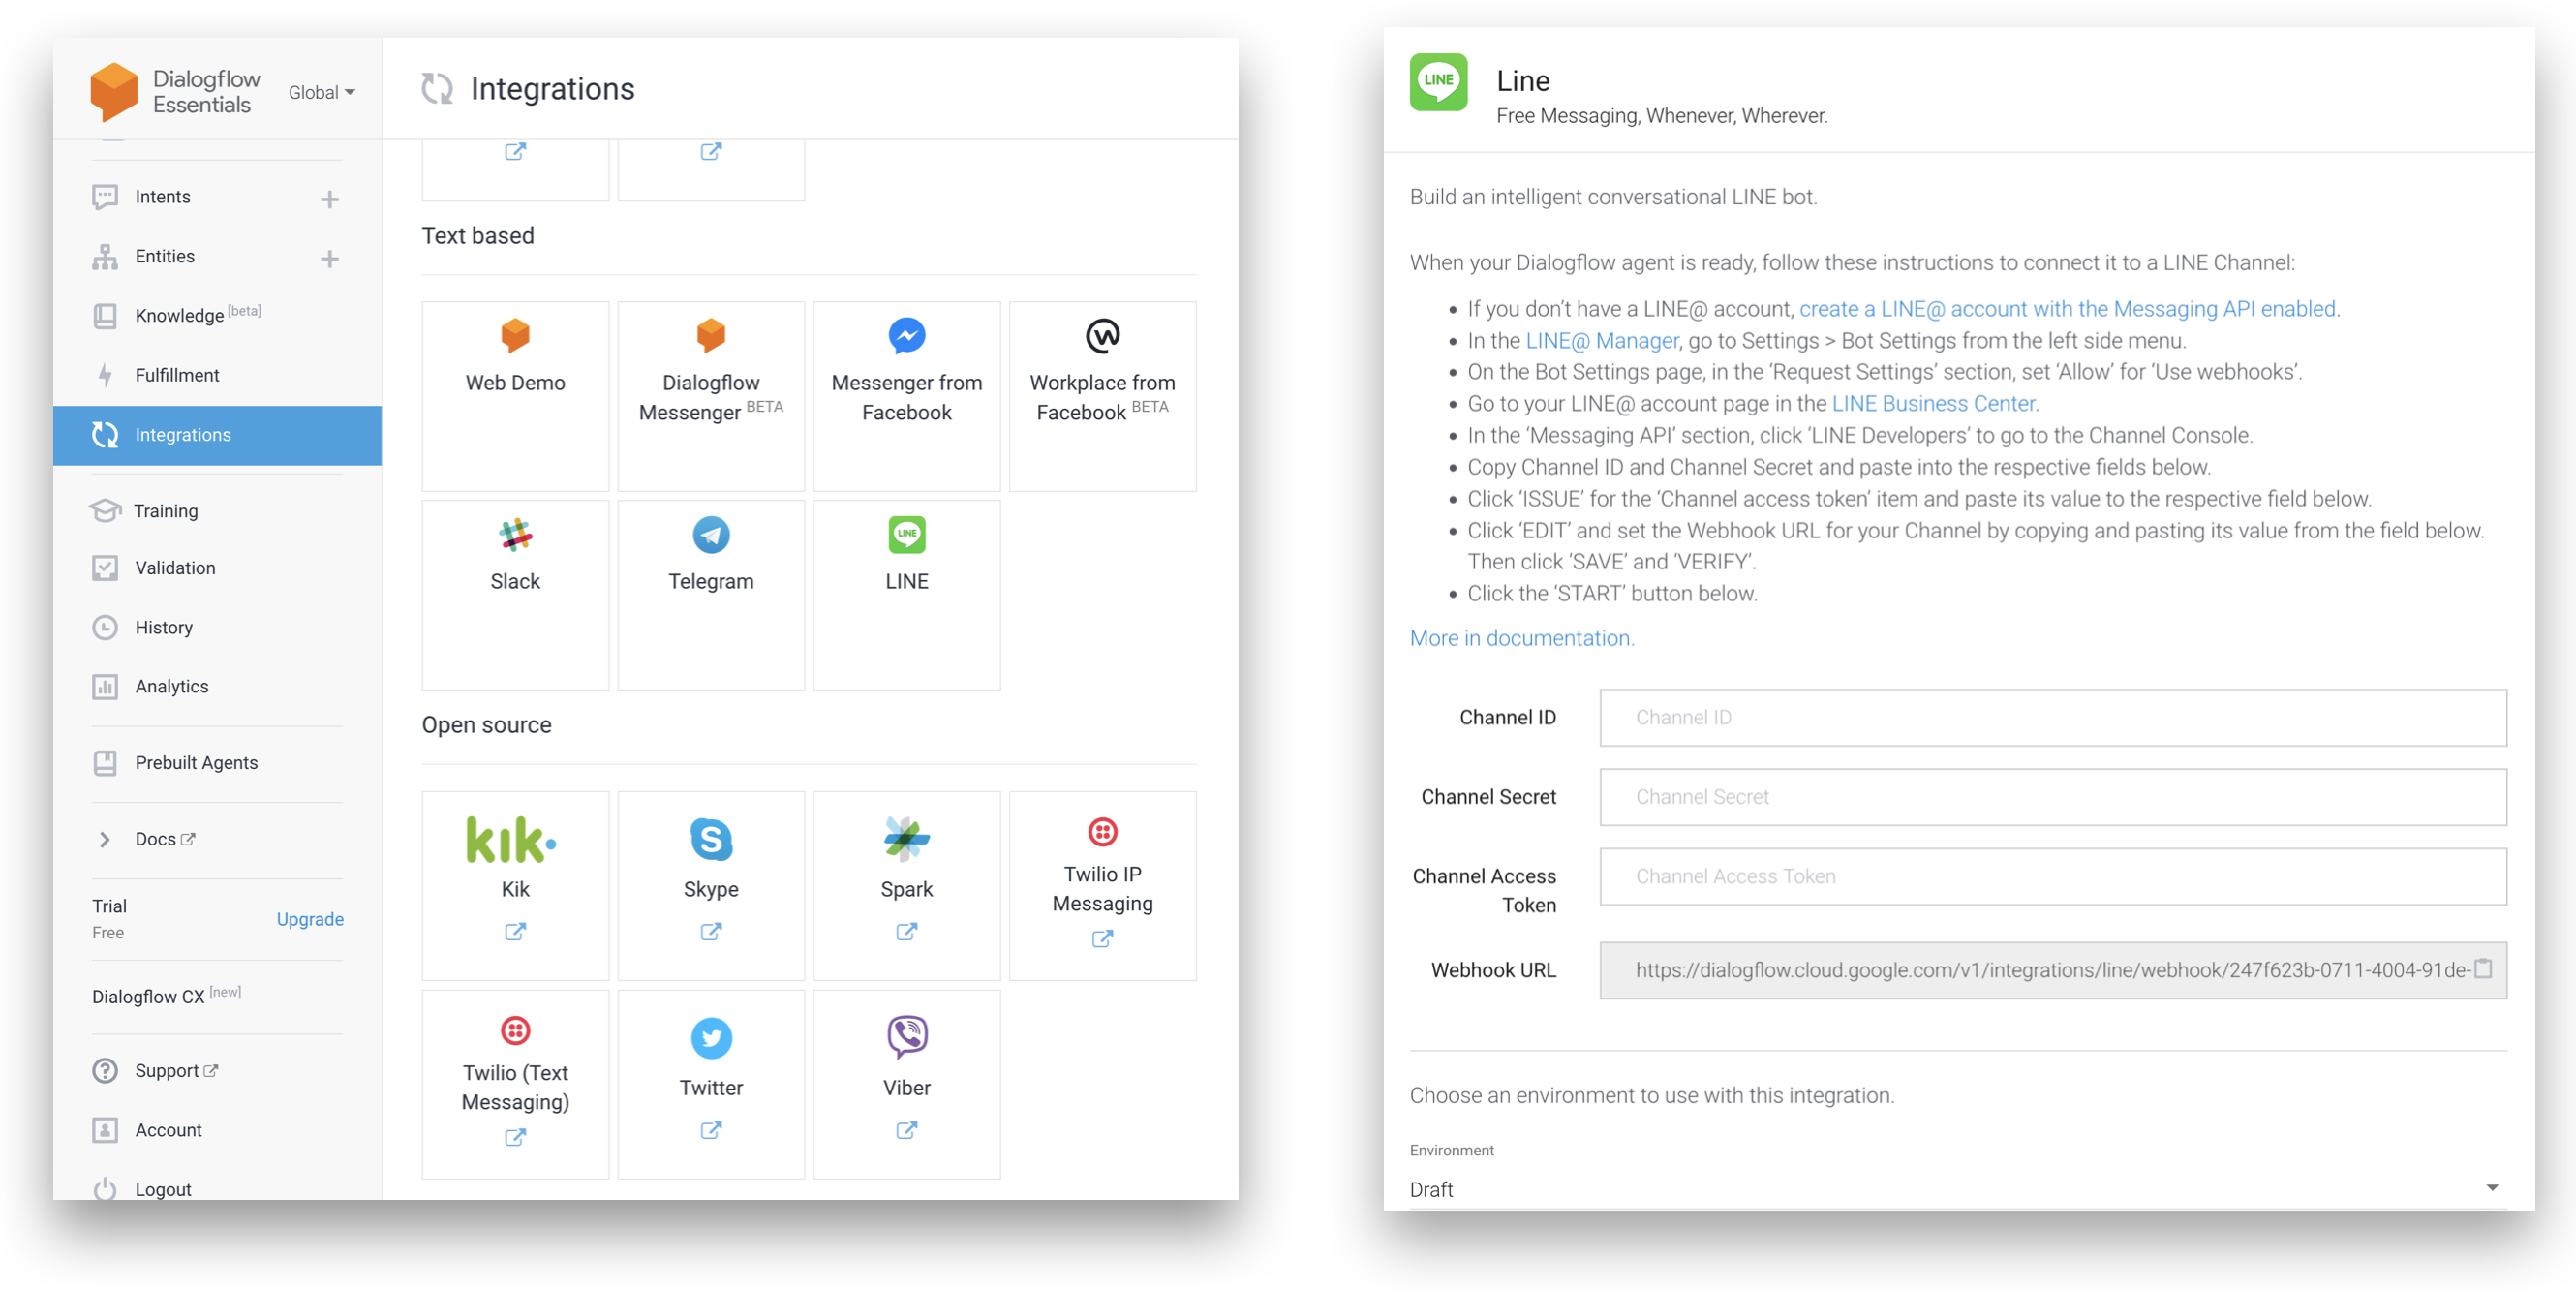 Dialogflow
Essentials
Global
Intents
Entities
Knowledge [beta]
Fulfillment
Integrations
Training
Validation
History
Analytics
Prebuilt Agents
Docs
Trial
Free
Upgrade
Dialogflow CX [new]
Support
Account
Logout
Integrations
Text based
Web Demo
Dialogflow
Messenger BETA
Messenger from
Facebook
Workplace from
Facebook BETA
Slack
Telegram
LINE
LINE
Open source
kik
Kik
Skype
Spark
Twilio IP
Messaging
Twilio (Text
Messaging)
Twitter
Viber
LINE
Line
Free Messaging, Whenever, Wherever.
Build an intelligent conversational LINE bot.
When your Dialogflow agent is ready, follow these instructions to connect it to a LINE Channel:
• If you don’t have a LINE@ account, create a LINE@ account with the Messaging API enabled.
• In the LINE@ Manager, go to Settings > Bot Settings from the left side menu.
• On the Bot Settings page, in the ‘Request Settings’ section, set ‘Allow’ for ‘Use webhooks’.
• Go to your LINE@ account page in the LINE Business Center.
• In the ‘Messaging API’ section, click ‘LINE Developers’ to go to the Channel Console.
• Copy Channel ID and Channel Secret and paste into the respective fields below.
• Click ‘ISSUE’ for the ‘Channel access token’ item and paste its value to the respective field below.
• Click ‘EDIT’ and set the Webhook URL for your Channel by copying and pasting its value from the field below.
Then click ‘SAVE’ and ‘VERIFY’.
• Click the ‘START’ button below.
More in documentation.
Channel ID
Channel ID
Channel Secret
Channel Secret
Channel Access
Token
Channel Access Token
Webhook URL
https://dialogflow.cloud.google.com/v1/integrations/line/webhook/247f623b-0711-4004-91de-
Choose an environment to use with this integration.
Environment
Draft